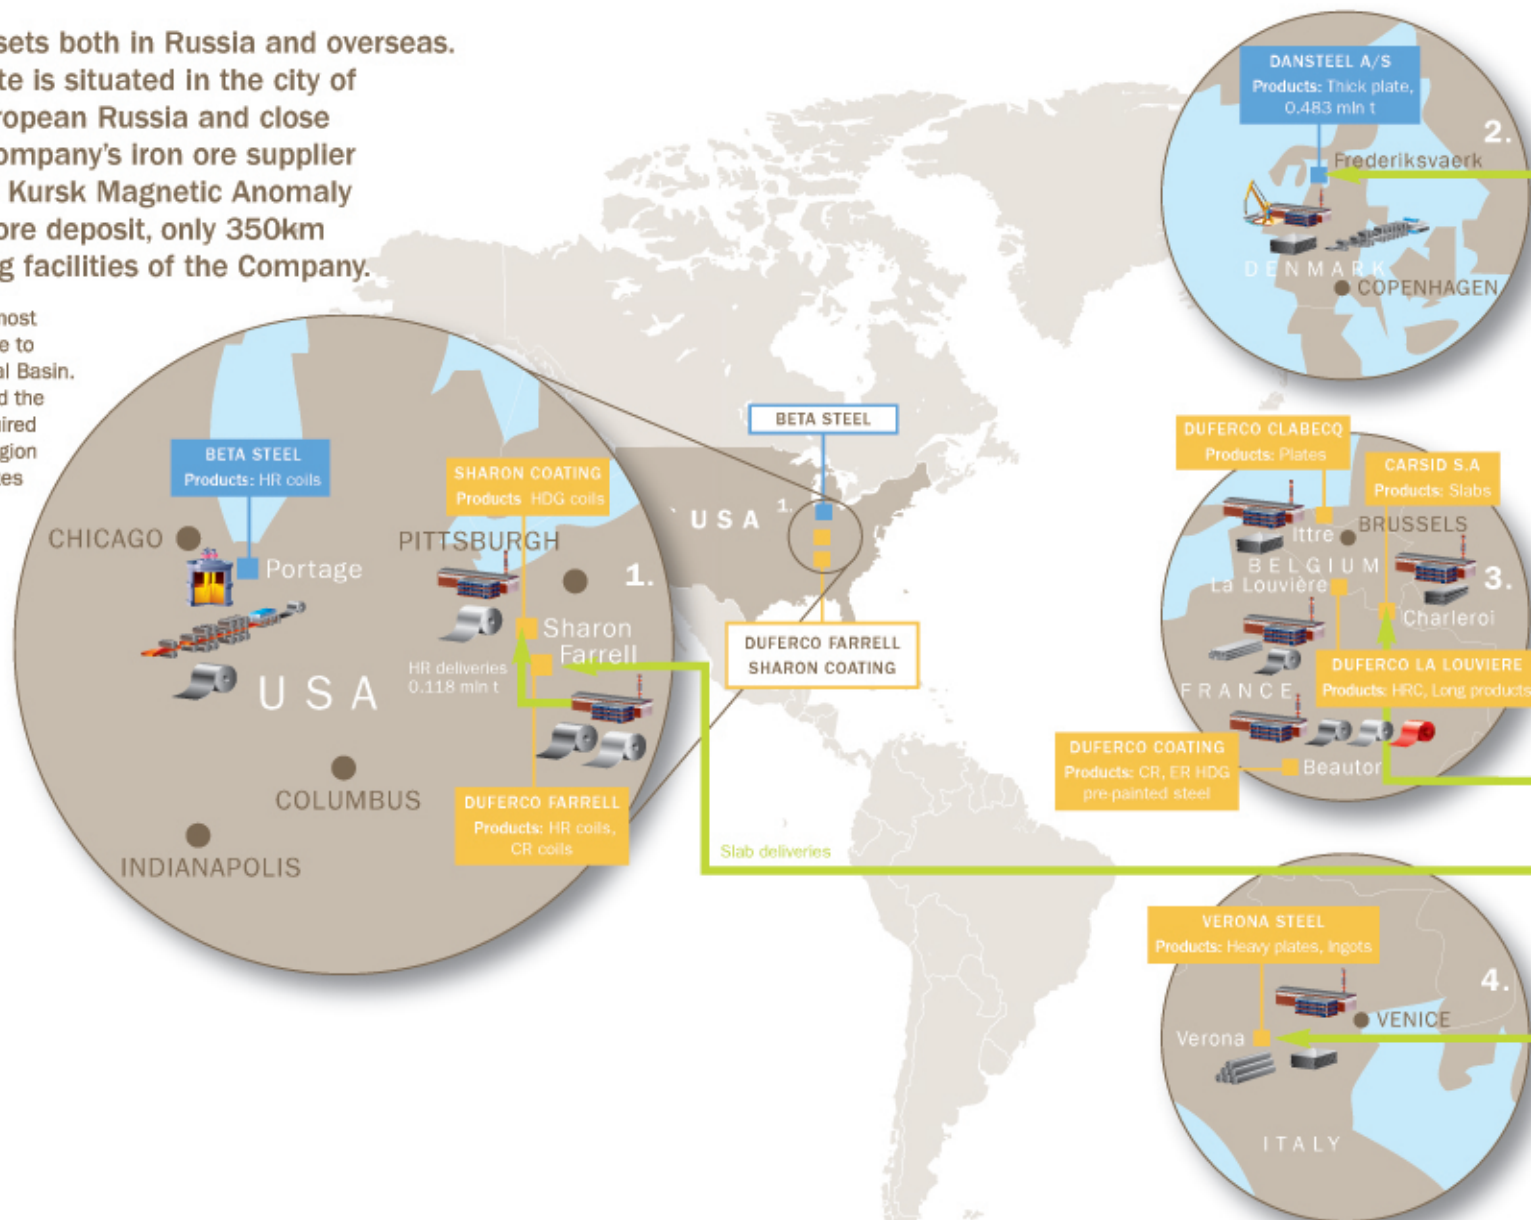 sets both in Russia and overseas.
te is situated in the city of
ropean Russia and close
ompany's iron ore supplier
Kursk Magnetic Anomaly
ore deposit, only 350km
g facilities of the Company.
most
e to
al Basin.
d the
uired
gion
tes
BETA STEEL
Products: HR coils
SHARON COATING
Products HDG coils
CHICAGO
Portage
PITTSBURGH
1.
Sharon
Farrell
HR deliveries
0.118 mln t
USA
COLUMBUS
INDIANAPOLIS
DUFERCO FARRELL
Products: HR coils,
CR coils
BETA STEEL
USA
1.
DUFERCO FARRELL
SHARON COATING
Slab deliveries
DANSTEEL A/S
Products: Thick plate,
0.483 mln t
2.
Frederiksvaerk
DENMARK
COPENHAGEN
DUFERCO CLABECQ
Products: Plates
CARSID S.A
Products: Slabs
Ittre
BRUSSELS
BELGIUM
3.
La Louvière
Charleroi
DUFERCO LA LOUVIERE
Products: HRC, Long products
FRANCE
DUFERCO COATING
Products: CR, ER HDG
pre-painted steel
Beautor
VERONA STEEL
Products: Heavy plates, Ingots
4.
VENICE
Verona
ITALY